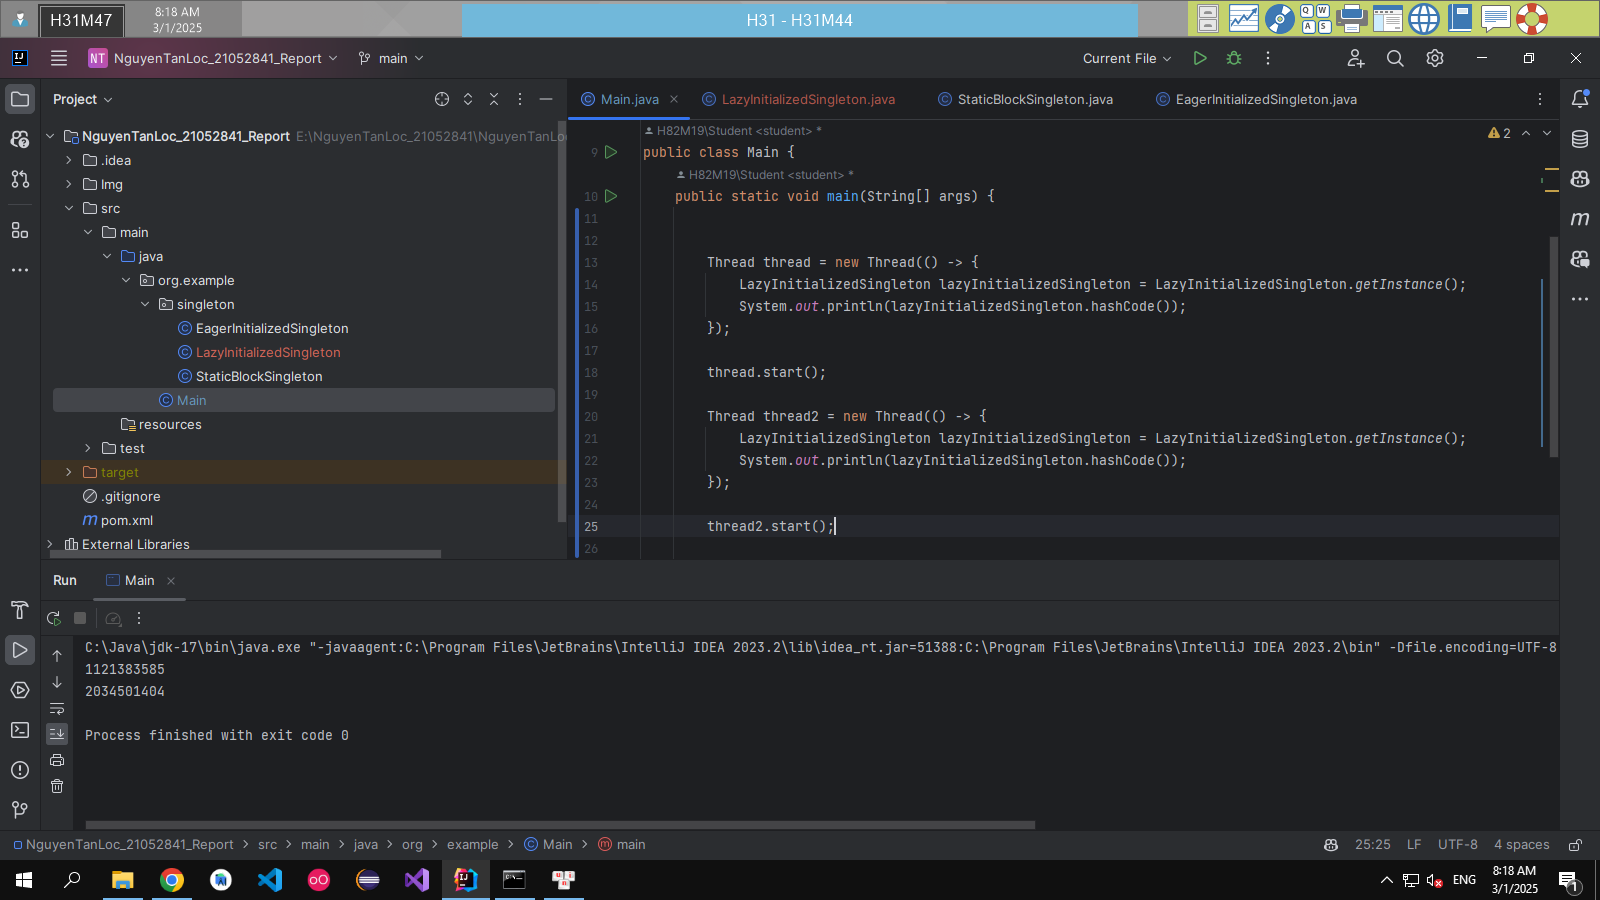 H31M47
8:18 AM
3/1/2025
H31 - H31M44
Q W
A S
NT NguyenTanLoc_21052841_Report
main
Current File
Project
Main.java
LazyInitializedSingleton.java
StaticBlockSingleton.java
EagerInitializedSingleton.java
NguyenTanLoc_21052841_Report E:\NguyenTanLoc_21052841\NguyenTanLo
.idea
Img
src
main
java
org.example
singleton
EagerInitializedSingleton
LazyInitializedSingleton
StaticBlockSingleton
Main
resources
test
target
.gitignore
pom.xml
External Libraries
H82M19\Student <student> *
2
9 public class Main {
H82M19\Student <student> *
10 public static void main(String[] args) {
11
12
13 Thread thread = new Thread(() -> {
14 LazyInitializedSingleton lazyInitializedSingleton = LazyInitializedSingleton.getInstance();
15 System.out.println(lazyInitializedSingleton.hashCode());
16 });
17
18 thread.start();
19
20 Thread thread2 = new Thread(() -> {
21 LazyInitializedSingleton lazyInitializedSingleton = LazyInitializedSingleton.getInstance();
22 System.out.println(lazyInitializedSingleton.hashCode());
23 });
24
25 thread2.start();
26
Run
Main
C:\Java\jdk-17\bin\java.exe "-javaagent:C:\Program Files\JetBrains\IntelliJ IDEA 2023.2\lib\idea_rt.jar=51388:C:\Program Files\JetBrains\IntelliJ IDEA 2023.2\bin" -Dfile.encoding=UTF-8
1121383585
2034501404
Process finished with exit code 0
NguyenTanLoc_21052841_Report > src > main > java > org > example > Main > main
25:25 LF UTF-8 4 spaces
ENG
8:18 AM
3/1/2025
1